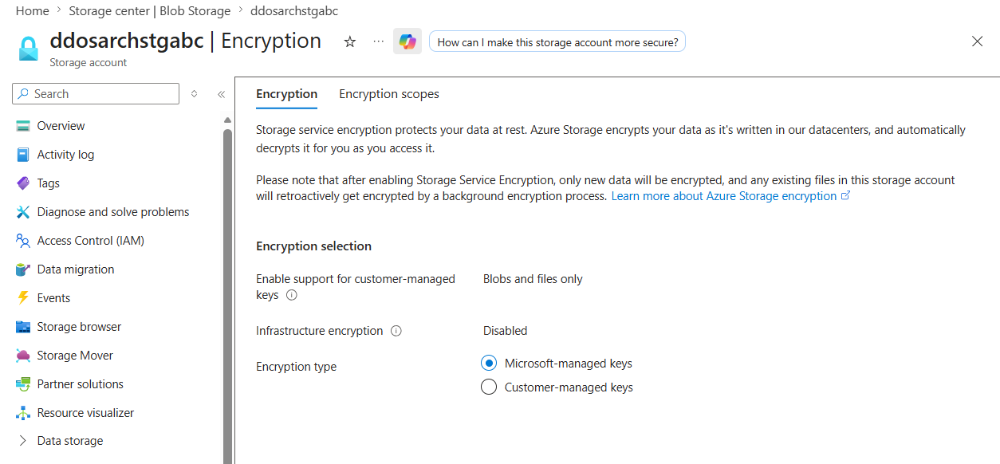 Home > Storage center | Blob Storage > ddosarchstgabc
ddosarchstgabc | Encryption
How can I make this storage account more secure?
Storage account
Search
Overview
Activity log
Tags
Diagnose and solve problems
Access Control (IAM)
Data migration
Events
Storage browser
Storage Mover
Partner solutions
Resource visualizer
Data storage
Encryption Encryption scopes
Storage service encryption protects your data at rest. Azure Storage encrypts your data as it's written in our datacenters, and automatically
decrypts it for you as you access it.
Please note that after enabling Storage Service Encryption, only new data will be encrypted, and any existing files in this storage account
will retroactively get encrypted by a background encryption process. Learn more about Azure Storage encryption
Encryption selection
Enable support for customer-managed
keys
Blobs and files only
Infrastructure encryption Disabled
Encryption type
Microsoft-managed keys
Customer-managed keys